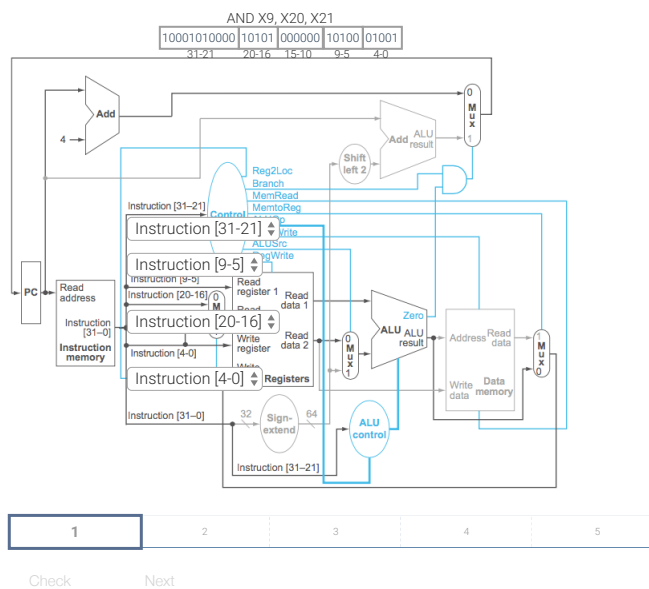 AND X9, X20, X21
10001010000 10101 000000 10100 01001
31-21 20-16 15-10 9-5 4-0
Add
4
0
M
u
x
1
Add ALU
result
Shift
left 2
Reg2Loc
Branch
MemRead
MemtoReg
Instruction [31–21]
Control
Instruction [31-21]
ALUSrc
Instruction [9-5]
RegWrite
PC
Read
address
Instruction
[31–0]
Instruction
memory
Instruction [9-5]
Instruction [20-16]
0
M
Read
register 1
Read
data 1
Read
Instruction [20-16]
Write
register
Read
data 2
Instruction [4-0]
Instruction [4-0]
Registers
0
M
u
x
1
Zero
ALU ALU
result
Address Read
data
Write
data
Data
memory
1
M
u
x
0
Instruction [31–0]
32
Sign-
extend
64
ALU
control
Instruction [31–21]
1 2 3 4 5
Check Next